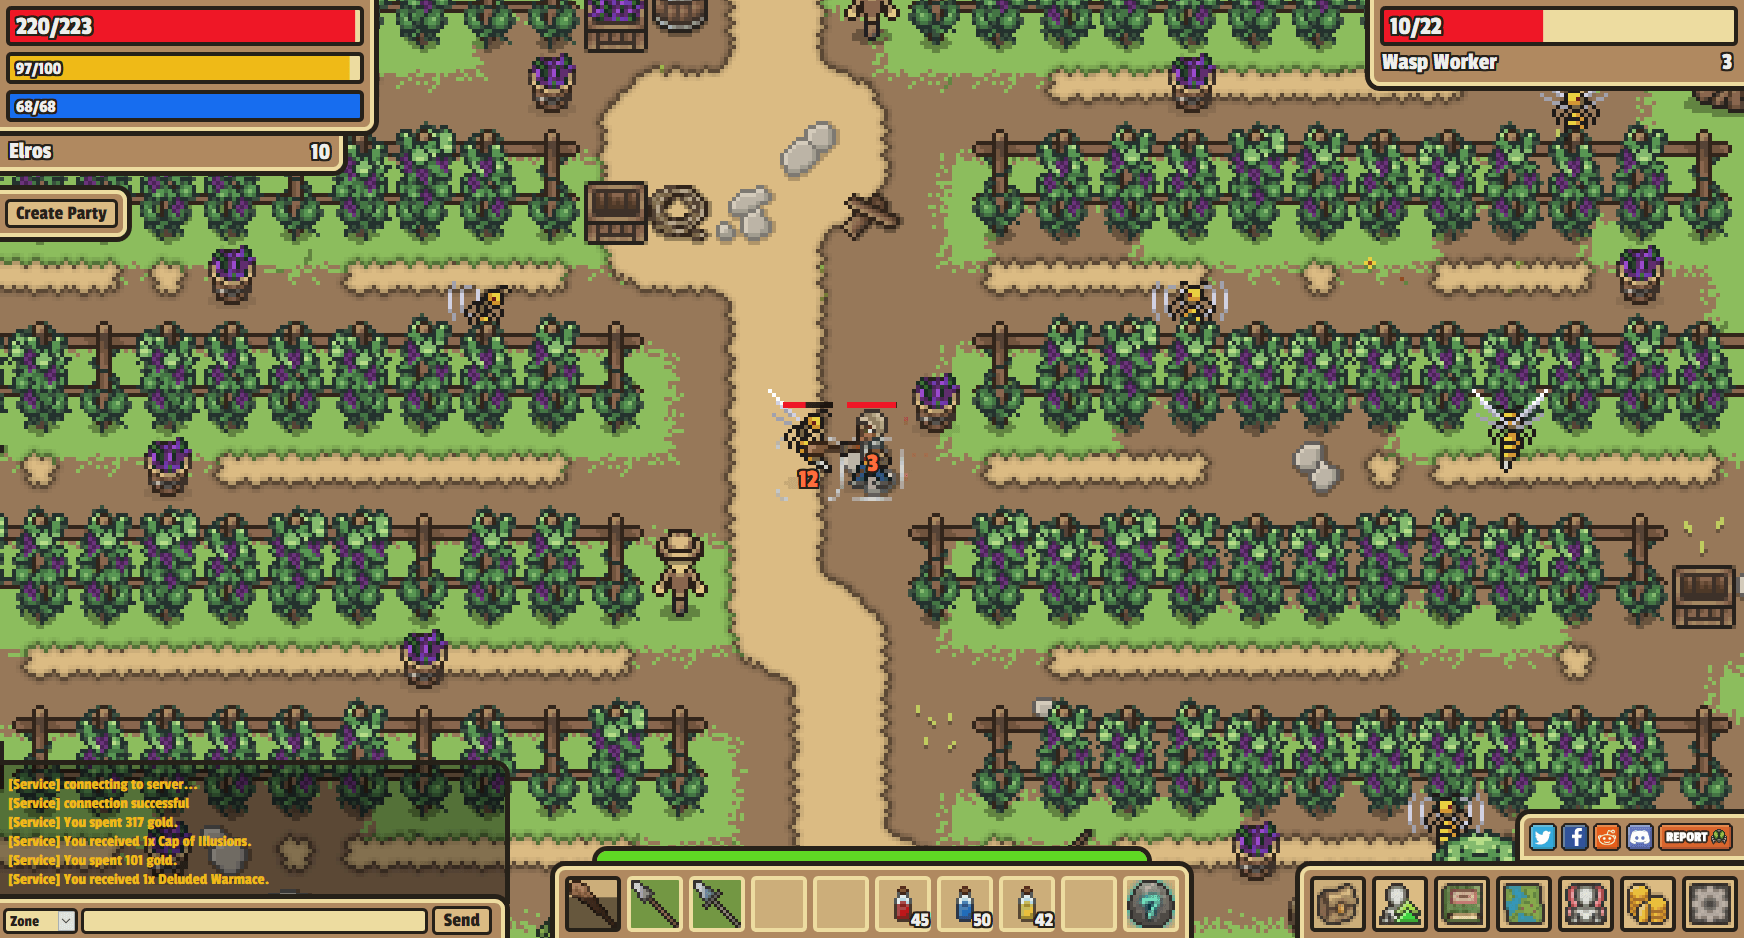 220/223
97/100
68/68
Elros 10
Create Party
10/22
Wasp Worker 3
12
3
[Service] connecting to server...
[Service] connection successful
[Service] You spent 317 gold.
[Service] You received 1x Cap of Illusions.
[Service] You spent 101 gold.
[Service] You received 1x Deluded Warmace.
Zone
Send
45
50
42
7
REPORT